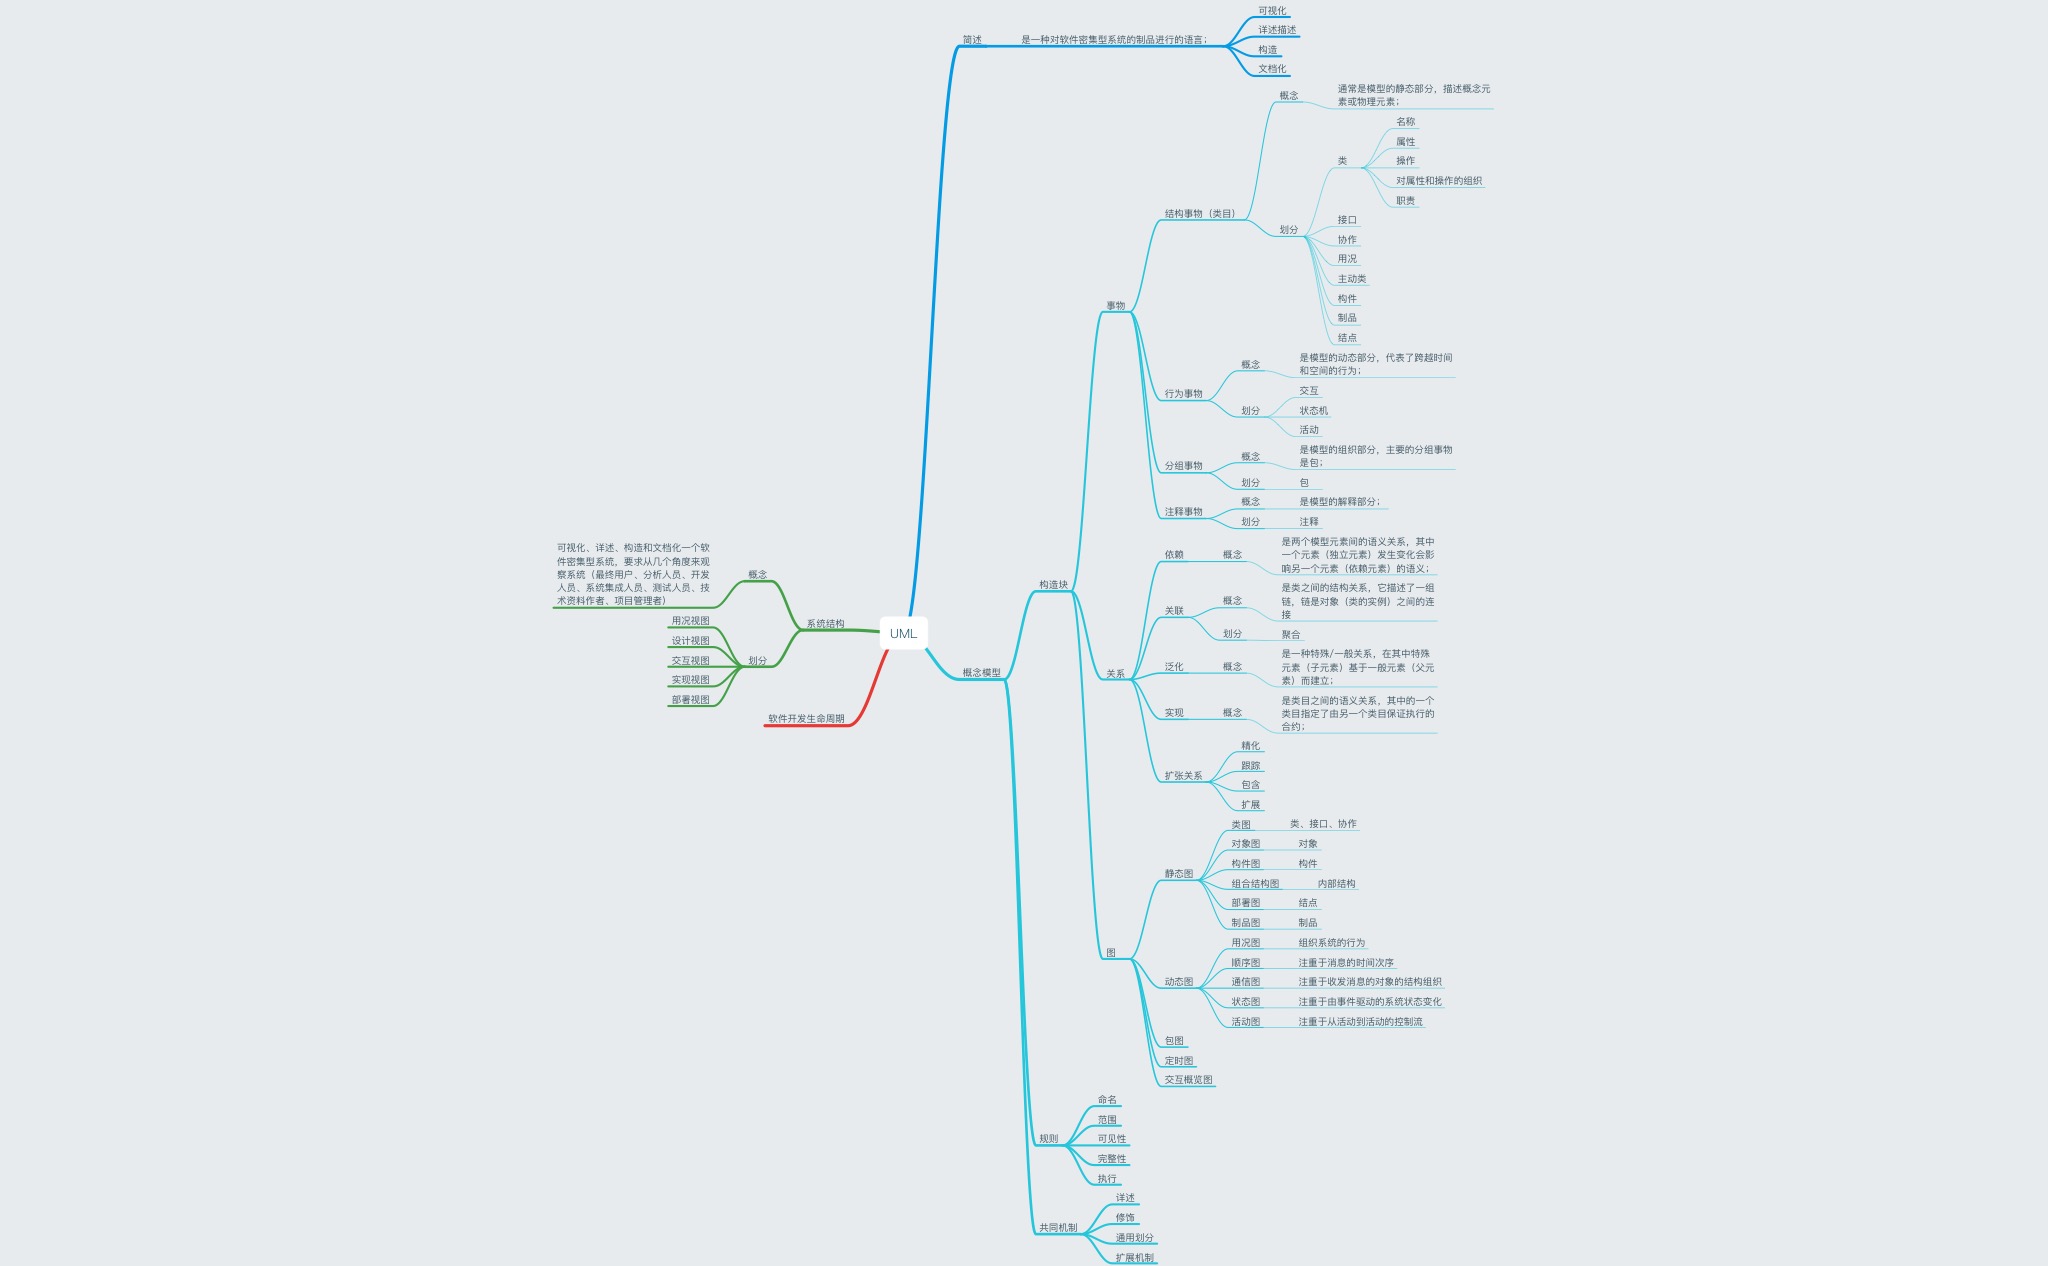 UML
简述
是一种对软件密集型系统的制品进行的语言；
可视化
详述描述
构造
文档化
概念模型
构造块
事物
结构事物（类目）
概念
通常是模型的静态部分，描述概念元
素或物理元素；
划分
类
名称
属性
操作
对属性和操作的组织
职责
接口
协作
用况
主动类
构件
制品
结点
行为事物
概念
是模型的动态部分，代表了跨越时间
和空间的行为；
划分
交互
状态机
活动
分组事物
概念
是模型的组织部分，主要的分组事物
是包；
划分
包
注释事物
概念
是模型的解释部分；
划分
注释
关系
依赖
概念
是两个模型元素间的语义关系，其中
一个元素（独立元素）发生变化会影
响另一个元素（依赖元素）的语义；
关联
概念
是类之间的结构关系，它描述了一组
链，链是对象（类的实例）之间的连
接
划分
聚合
泛化
概念
是一种特殊/一般关系，在其中特殊
元素（子元素）基于一般元素（父元
素）而建立；
实现
概念
是类目之间的语义关系，其中的一个
类目指定了由另一个类目保证执行的
合约；
扩张关系
精化
跟踪
包含
扩展
图
静态图
类图
类、接口、协作
对象图
对象
构件图
构件
组合结构图
内部结构
部署图
结点
制品图
制品
动态图
用况图
组织系统的行为
顺序图
注重于消息的时间次序
通信图
注重于收发消息的对象的结构组织
状态图
注重于由事件驱动的系统状态变化
活动图
注重于从活动到活动的控制流
包图
定时图
交互概览图
规则
命名
范围
可见性
完整性
执行
共同机制
详述
修饰
通用划分
扩展机制
系统结构
概念
可视化、详述、构造和文档化一个软
件密集型系统，要求从几个角度来观
察系统（最终用户、分析人员、开发
人员、系统集成人员、测试人员、技
术资料作者、项目管理者）
划分
用况视图
设计视图
交互视图
实现视图
部署视图
软件开发生命周期